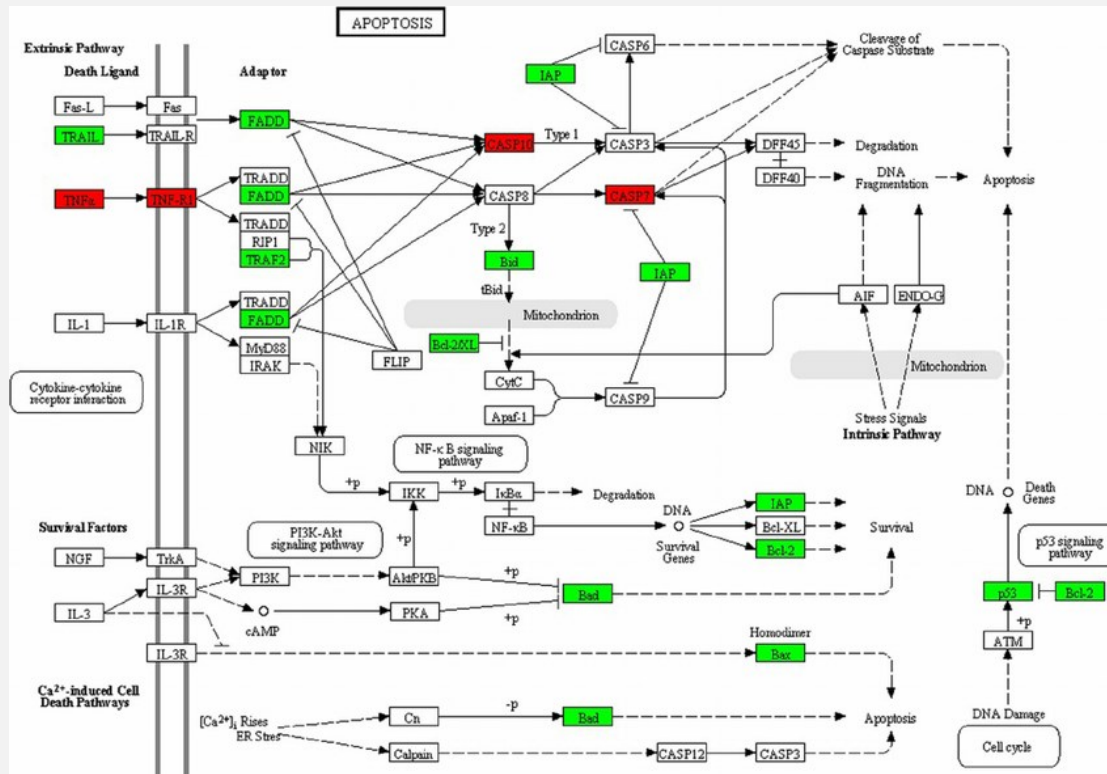 APOPTOSIS
Extrinsic Pathway
Death Ligand
Adaptor
Fas-L
Fas
TRAIL
TRAIL-R
FADD
TNFα
TNF-R1
TRADD
FADD
TRADD
RIP1
TRAF2
IL-1
IL-1R
TRADD
FADD
MyD88
IRAK
FLIP
Cytokine-cytokine
receptor interaction
CASP6
IAP
CASP10
Type 1
CASP3
CASP8
CASP7
Type 2
Bid
tBid
IAP
Mitochondrion
Bcl-2/XL
CytC
Apaf-1
CASP9
Cleavage of
Caspase Substrate
DFF45
Degradation
DFF40
DNA
Fragmentation
Apoptosis
AIF
ENDO-G
Mitochondrion
Stress Signals
Intrinsic Pathway
NIK
NF-κ B signaling
pathway
+p
IKK
+p
IκBα
Degradation
NF-κB
DNA
Survival
Genes
IAP
Bcl-XL
Bcl-2
Survival
DNA
Death
Genes
p53 signaling
pathway
Survival Factors
PI3K-Akt
signaling pathway
+p
NGF
TrkA
PI3K
Akt/PKB
+p
Bad
IL-3R
IL-3
cAMP
PKA
+p
p53
Bcl-2
+p
ATM
IL-3R
Homodimer
Bax
Ca2+-induced Cell
Death Pathways
[Ca2+]i Rises
ER Stres
Cn
-p
Bad
Apoptosis
Calpain
CASP12
CASP3
DNA Damage
Cell cycle